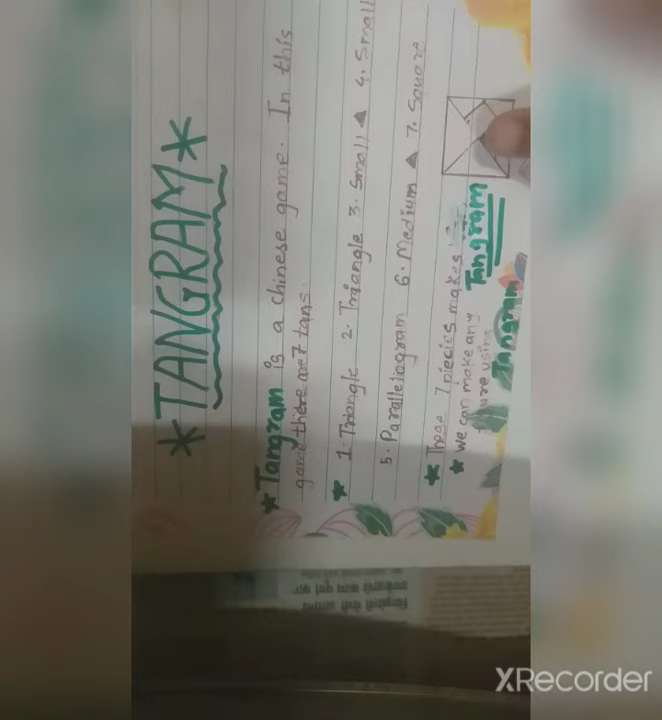 *TANGRAM*
* Tangram is a Chinese game. In this
game there are 7 tans.
* 1. Triangle 2. Triangle 3. Small ▲ 4. Small
5. Parallelogram 6. Medium ▲ 7. Square
* These 7 piecies makes
Tangram
* we can make any
using
Tangram
XRecorder